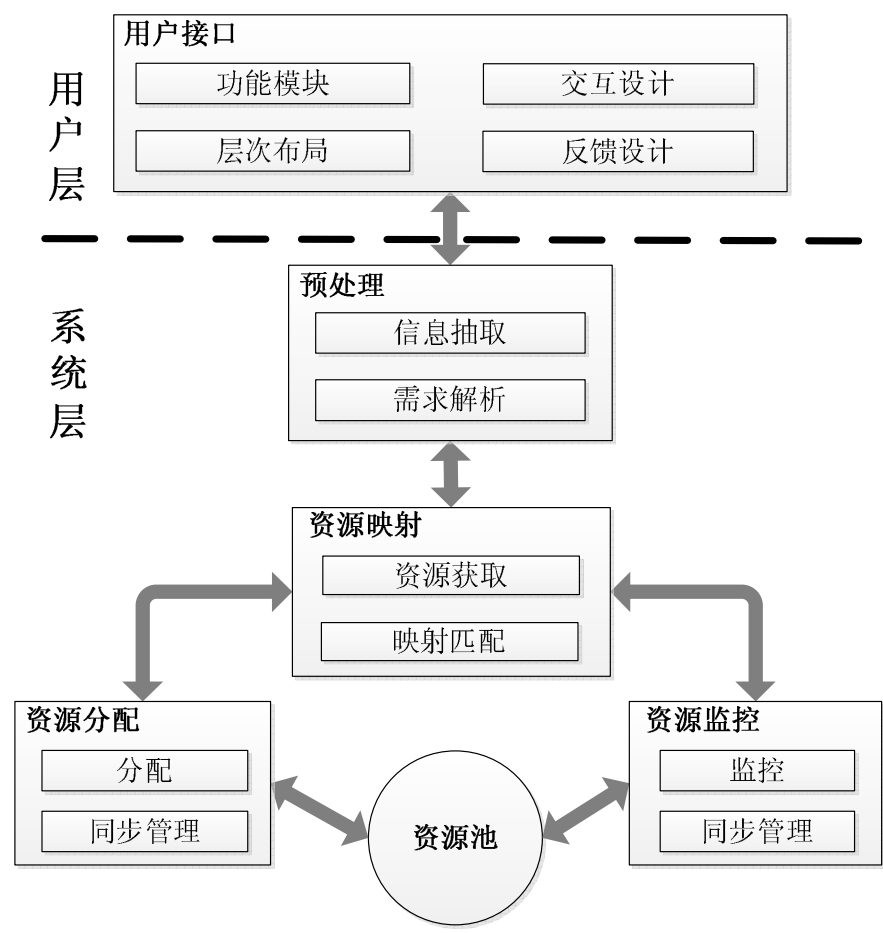 用户层
用户接口
功能模块
交互设计
层次布局
反馈设计
系统层
预处理
信息抽取
需求解析
资源映射
资源获取
映射匹配
资源分配
分配
同步管理
资源池
资源监控
监控
同步管理